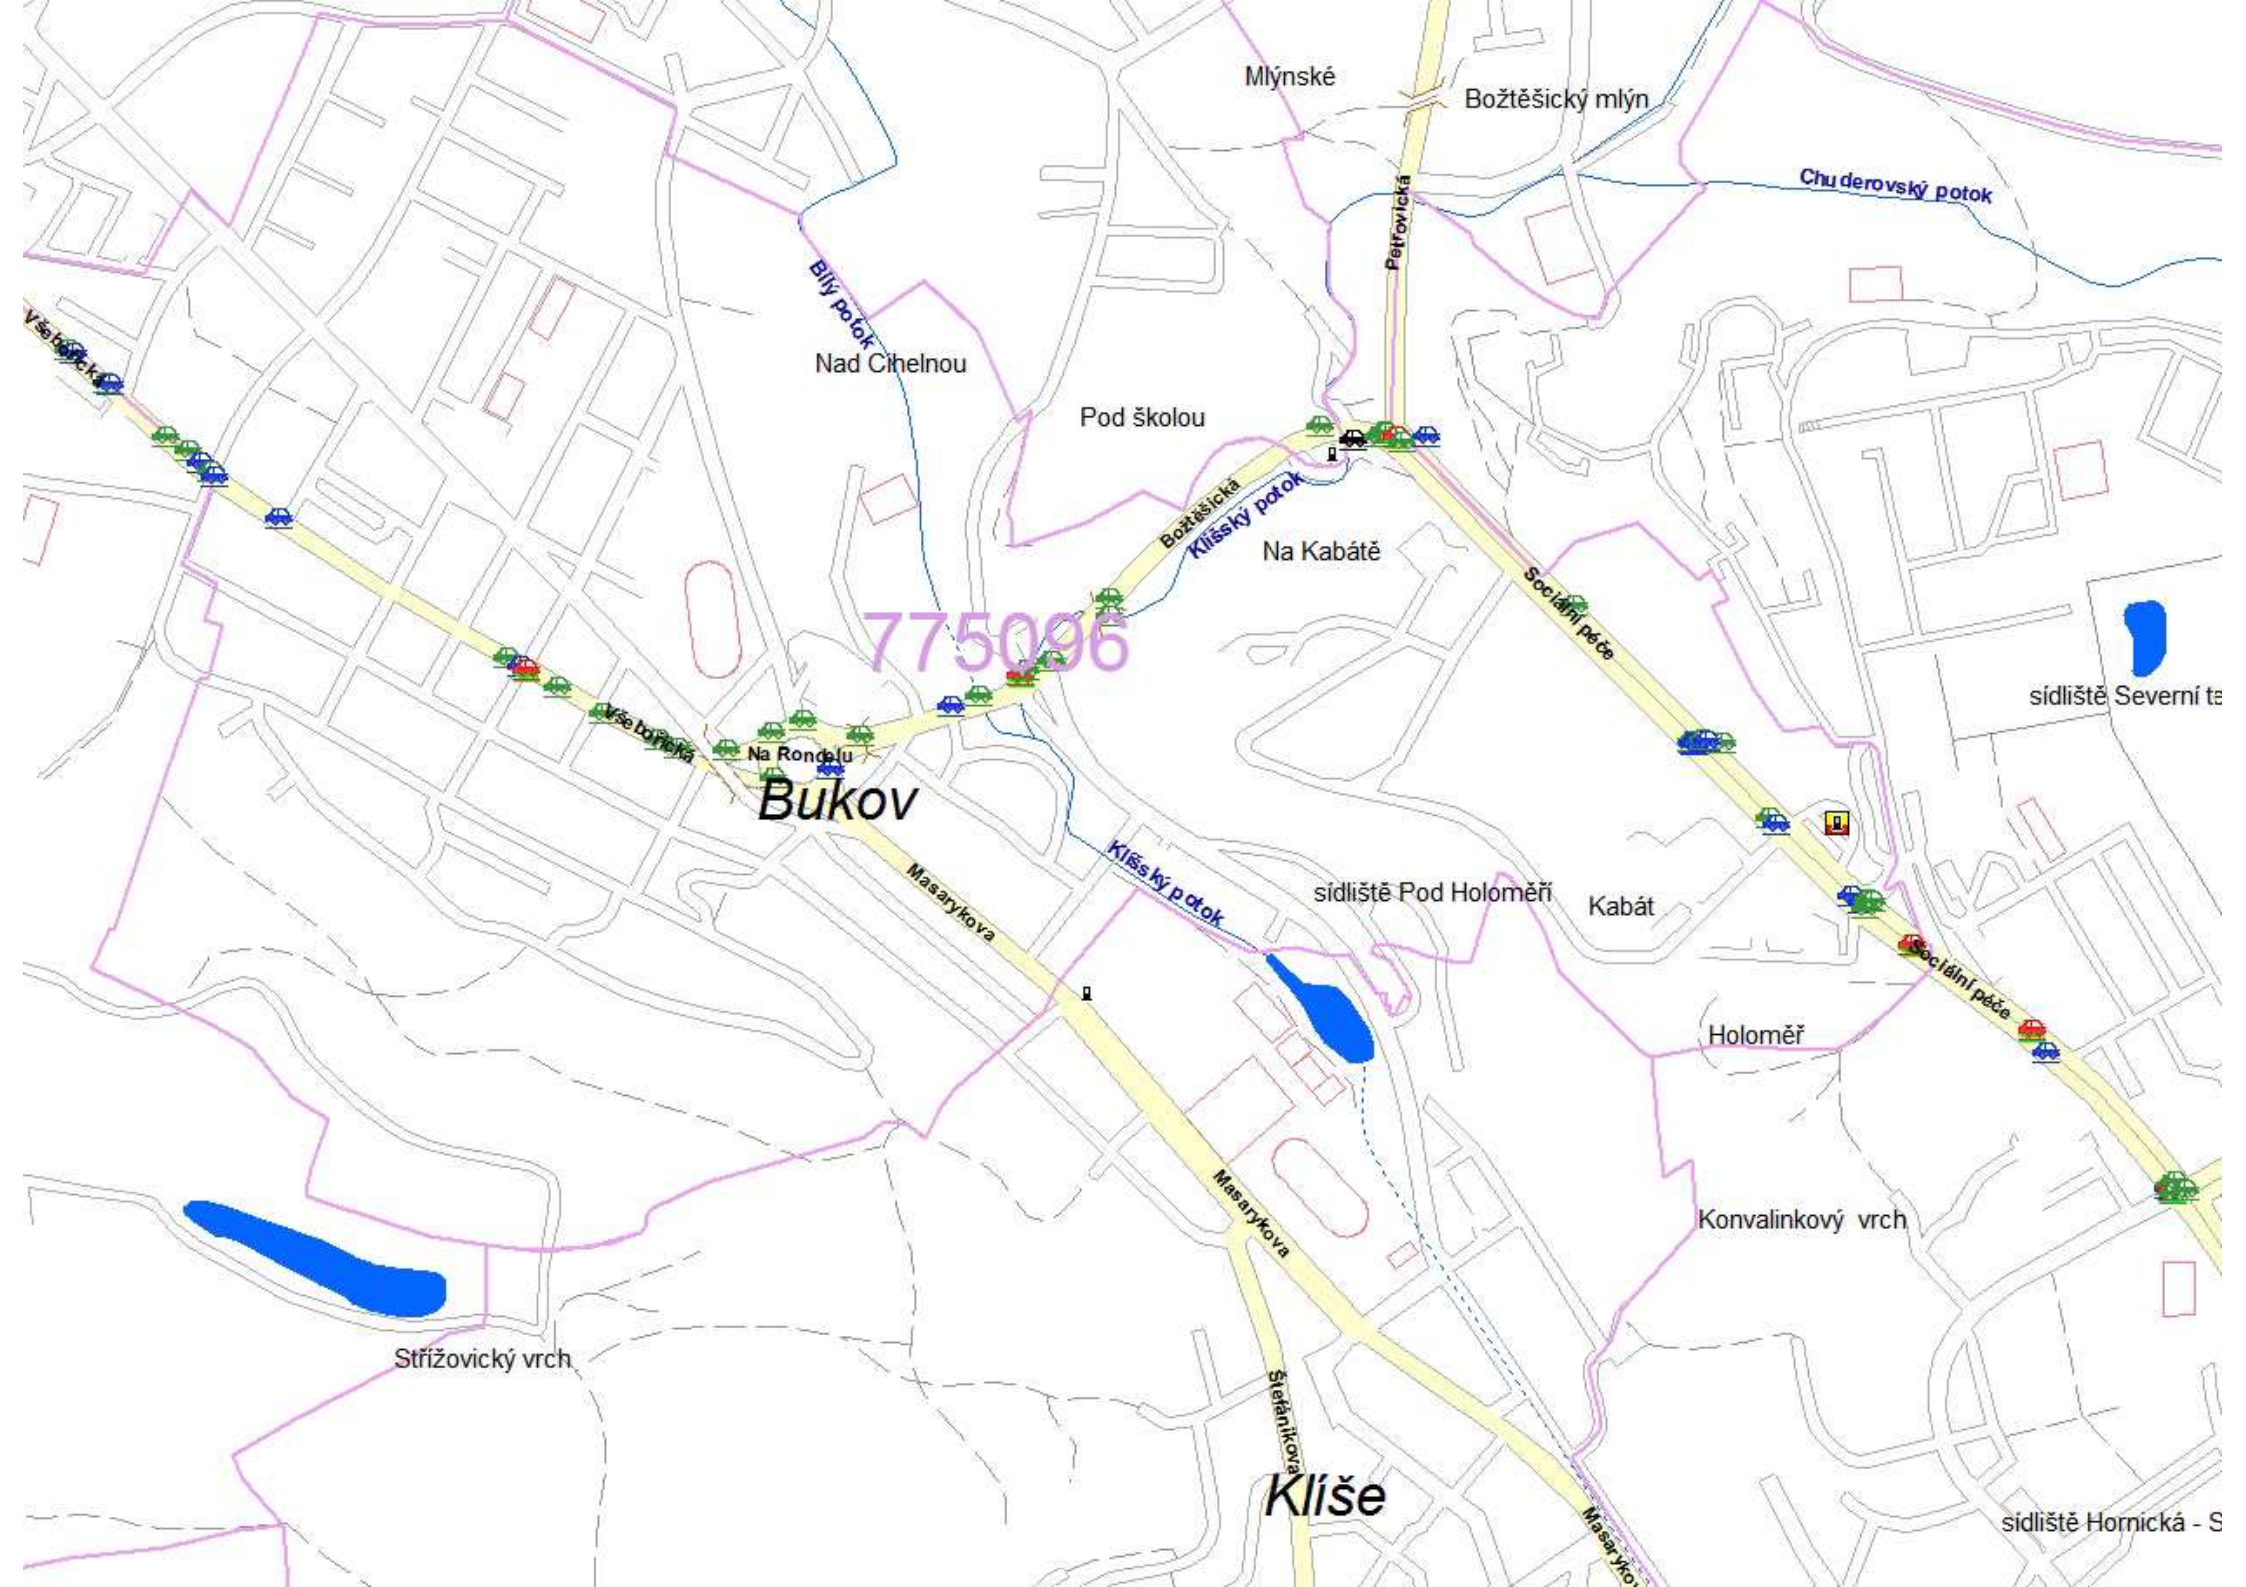 Mlýnské
Božtěšický mlýn
Chuderovský potok
Petrovická
Bílý potok
Všebořická
Nad Cihelnou
Pod školou
Božtěšická
Klíšský potok
Na Kabátě
Sociální péče
775096
sídliště Severní te
Všebořická
Na Rondelu
Bukov
Klíšský potok
Masarykova
sídliště Pod Holoměří
Kabát
Sociální péče
Holoměř
Masarykova
Konvalinkový vrch
Střížovický vrch
Štefánikova
Klíše
Masaryko
sídliště Hornická - S